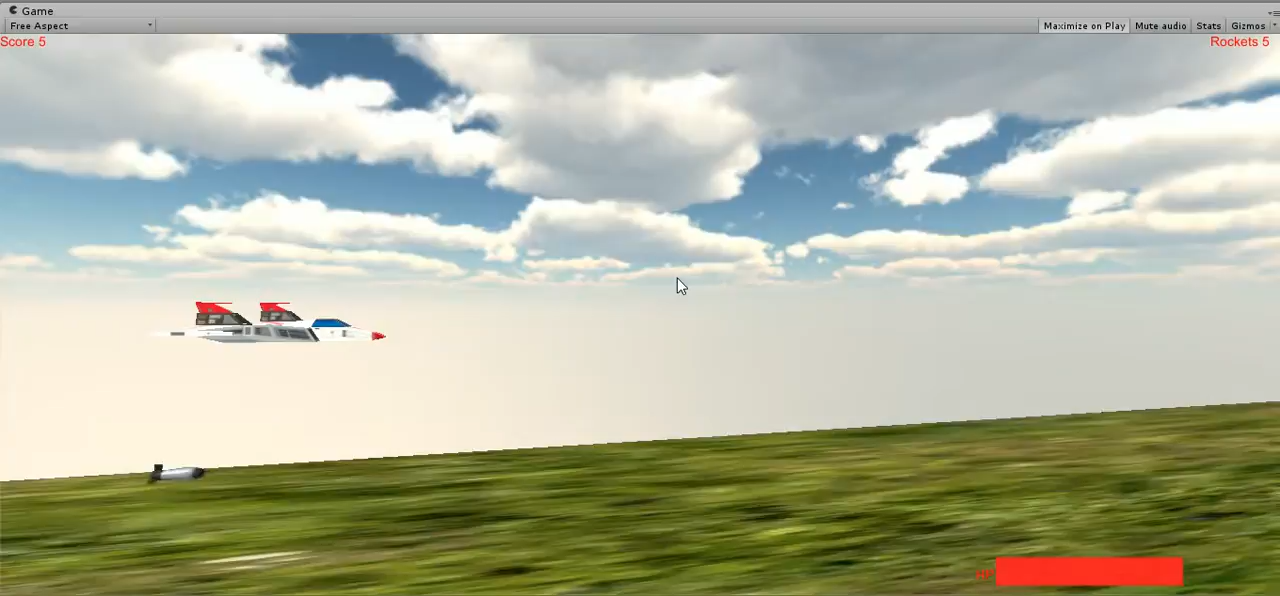 Game
Free Aspect
Maximize on Play Mute audio Stats Gizmos
Score 5
Rockets 5
HP